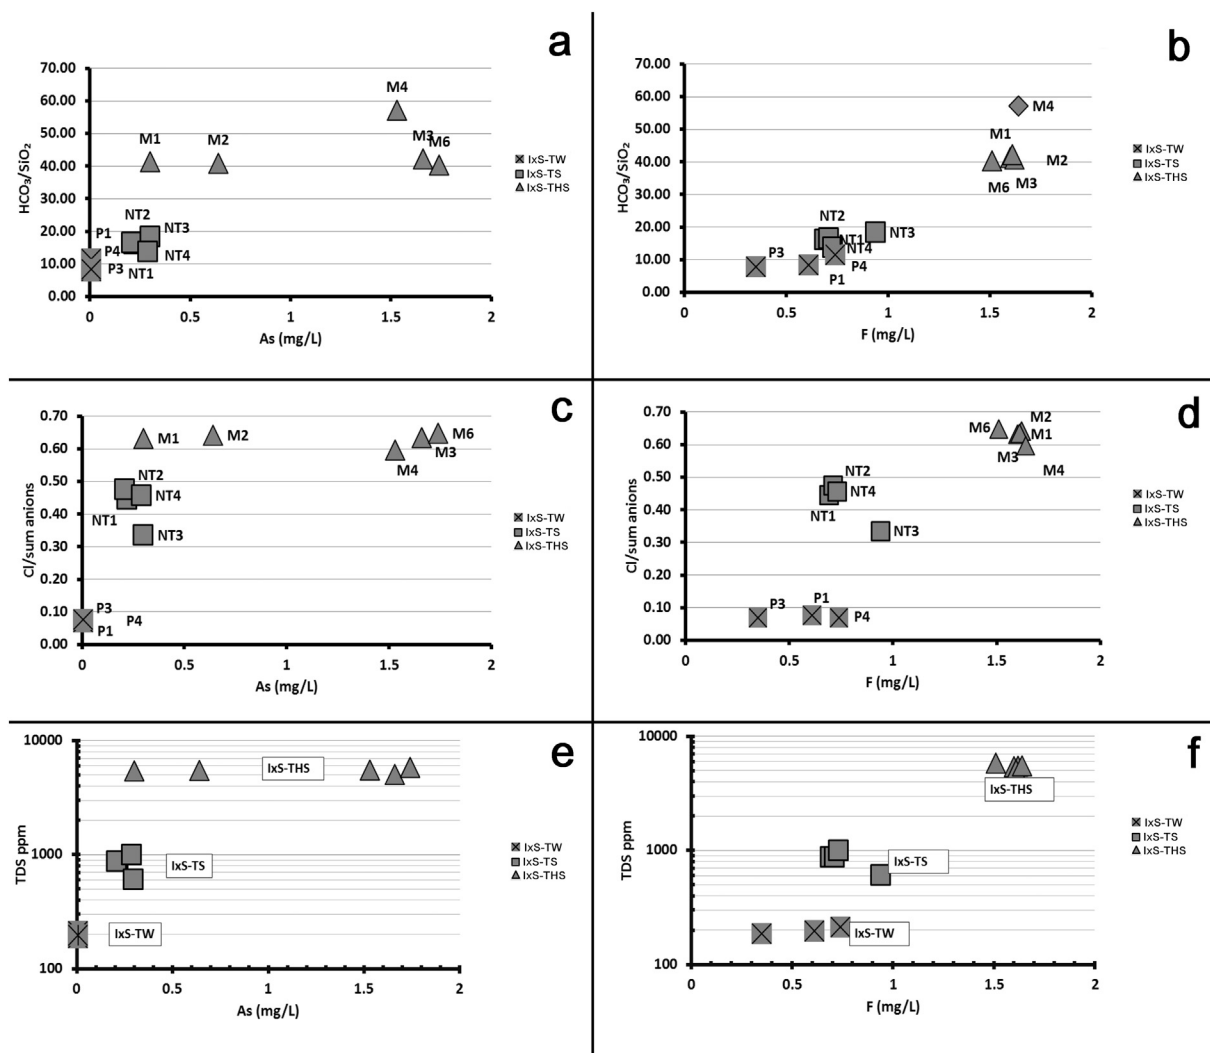 a
70.00
60.00
50.00
40.00
30.00
20.00
10.00
0.00
HCO₃/SiO₂
M4
M1
M2
M3
M6
NT2
NT3
P1
P4
NT4
P3
NT1
0
0.5
1
1.5
2
As (mg/L)
IxS-TW
IxS-TS
IxS-THS
b
70.00
60.00
50.00
40.00
30.00
20.00
10.00
0.00
HCO₃/SiO₂
M4
M1
M2
M6
M3
NT2
NT1
NT3
NT4
P3
P4
P1
0
0.5
1
1.5
2
F (mg/L)
IxS-TW
IxS-TS
IxS-THS
c
0.70
0.60
0.50
0.40
0.30
0.20
0.10
0.00
Cl/sum anions
M1
M2
M6
M3
M4
NT2
NT4
NT1
NT3
P3
P4
P1
0
0.5
1
1.5
2
As (mg/L)
IxS-TW
IxS-TS
IxS-THS
d
0.70
0.60
0.50
0.40
0.30
0.20
0.10
0.00
Cl/sum anions
M2
M6
M1
M3
M4
NT2
NT4
NT1
NT3
P3
P1
P4
0
0.5
1
1.5
2
F (mg/L)
IxS-TW
IxS-TS
IxS-THS
e
10000
1000
100
TDS ppm
IxS-THS
IxS-TS
IxS-TW
0
0.5
1
1.5
2
As (mg/L)
IxS-TW
IxS-TS
IxS-THS
f
10000
1000
100
TDS ppm
IxS-THS
IxS-TS
IxS-TW
0
0.5
1
1.5
2
F (mg/L)
IxS-TW
IxS-TS
IxS-THS